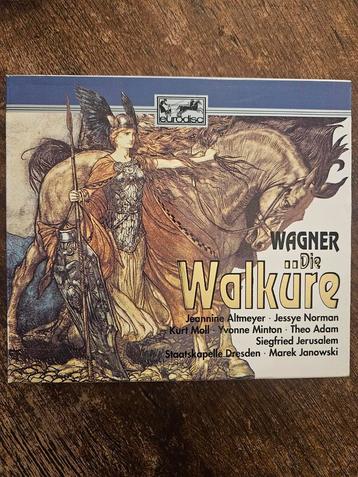 eurodisc
WAGNER
Die
Walküre
Jeannine Altmeyer · Jessye Norman
Kurt Moll · Yvonne Minton · Theo Adam
Siegfried Jerusalem
Staatskapelle Dresden · Marek Janowski